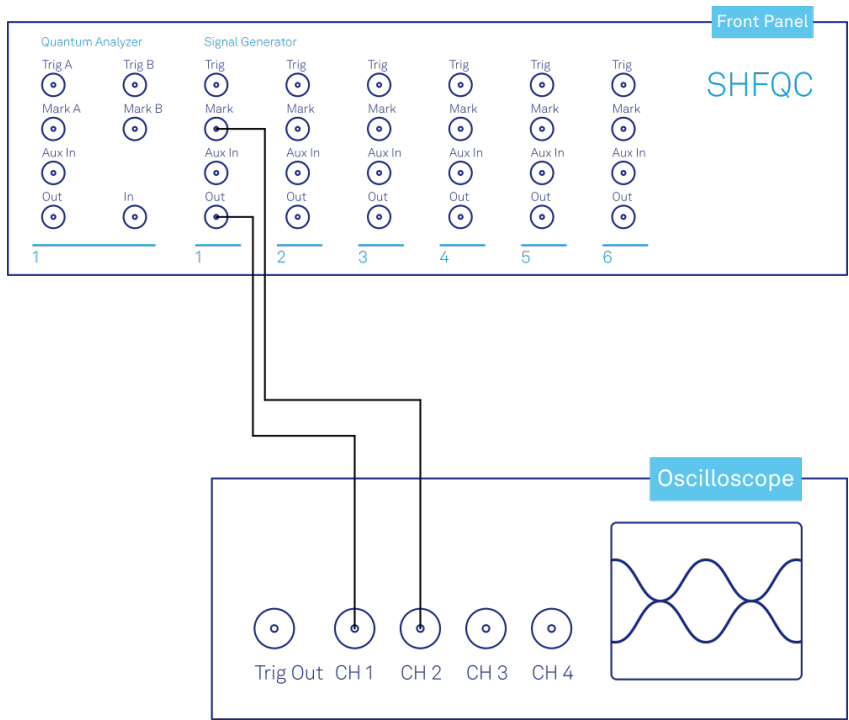 Front Panel
Quantum Analyzer Signal Generator
SHFQC
Trig A Trig B Trig Trig Trig Trig Trig Trig
Mark A Mark B Mark Mark Mark Mark Mark Mark
Aux In Aux In Aux In Aux In Aux In Aux In Aux In
Out In Out Out Out Out Out Out
1 1 2 3 4 5 6
Oscilloscope
Trig Out CH 1 CH 2 CH 3 CH 4